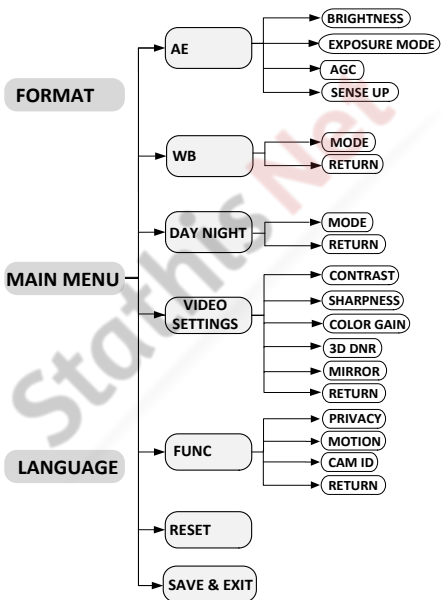 FORMAT
MAIN MENU
LANGUAGE
AE
BRIGHTNESS
EXPOSURE MODE
AGC
SENSE UP
WB
MODE
RETURN
DAY NIGHT
MODE
RETURN
VIDEO
SETTINGS
CONTRAST
SHARPNESS
COLOR GAIN
3D DNR
MIRROR
RETURN
FUNC
PRIVACY
MOTION
CAM ID
RETURN
RESET
SAVE & EXIT
StathisNet